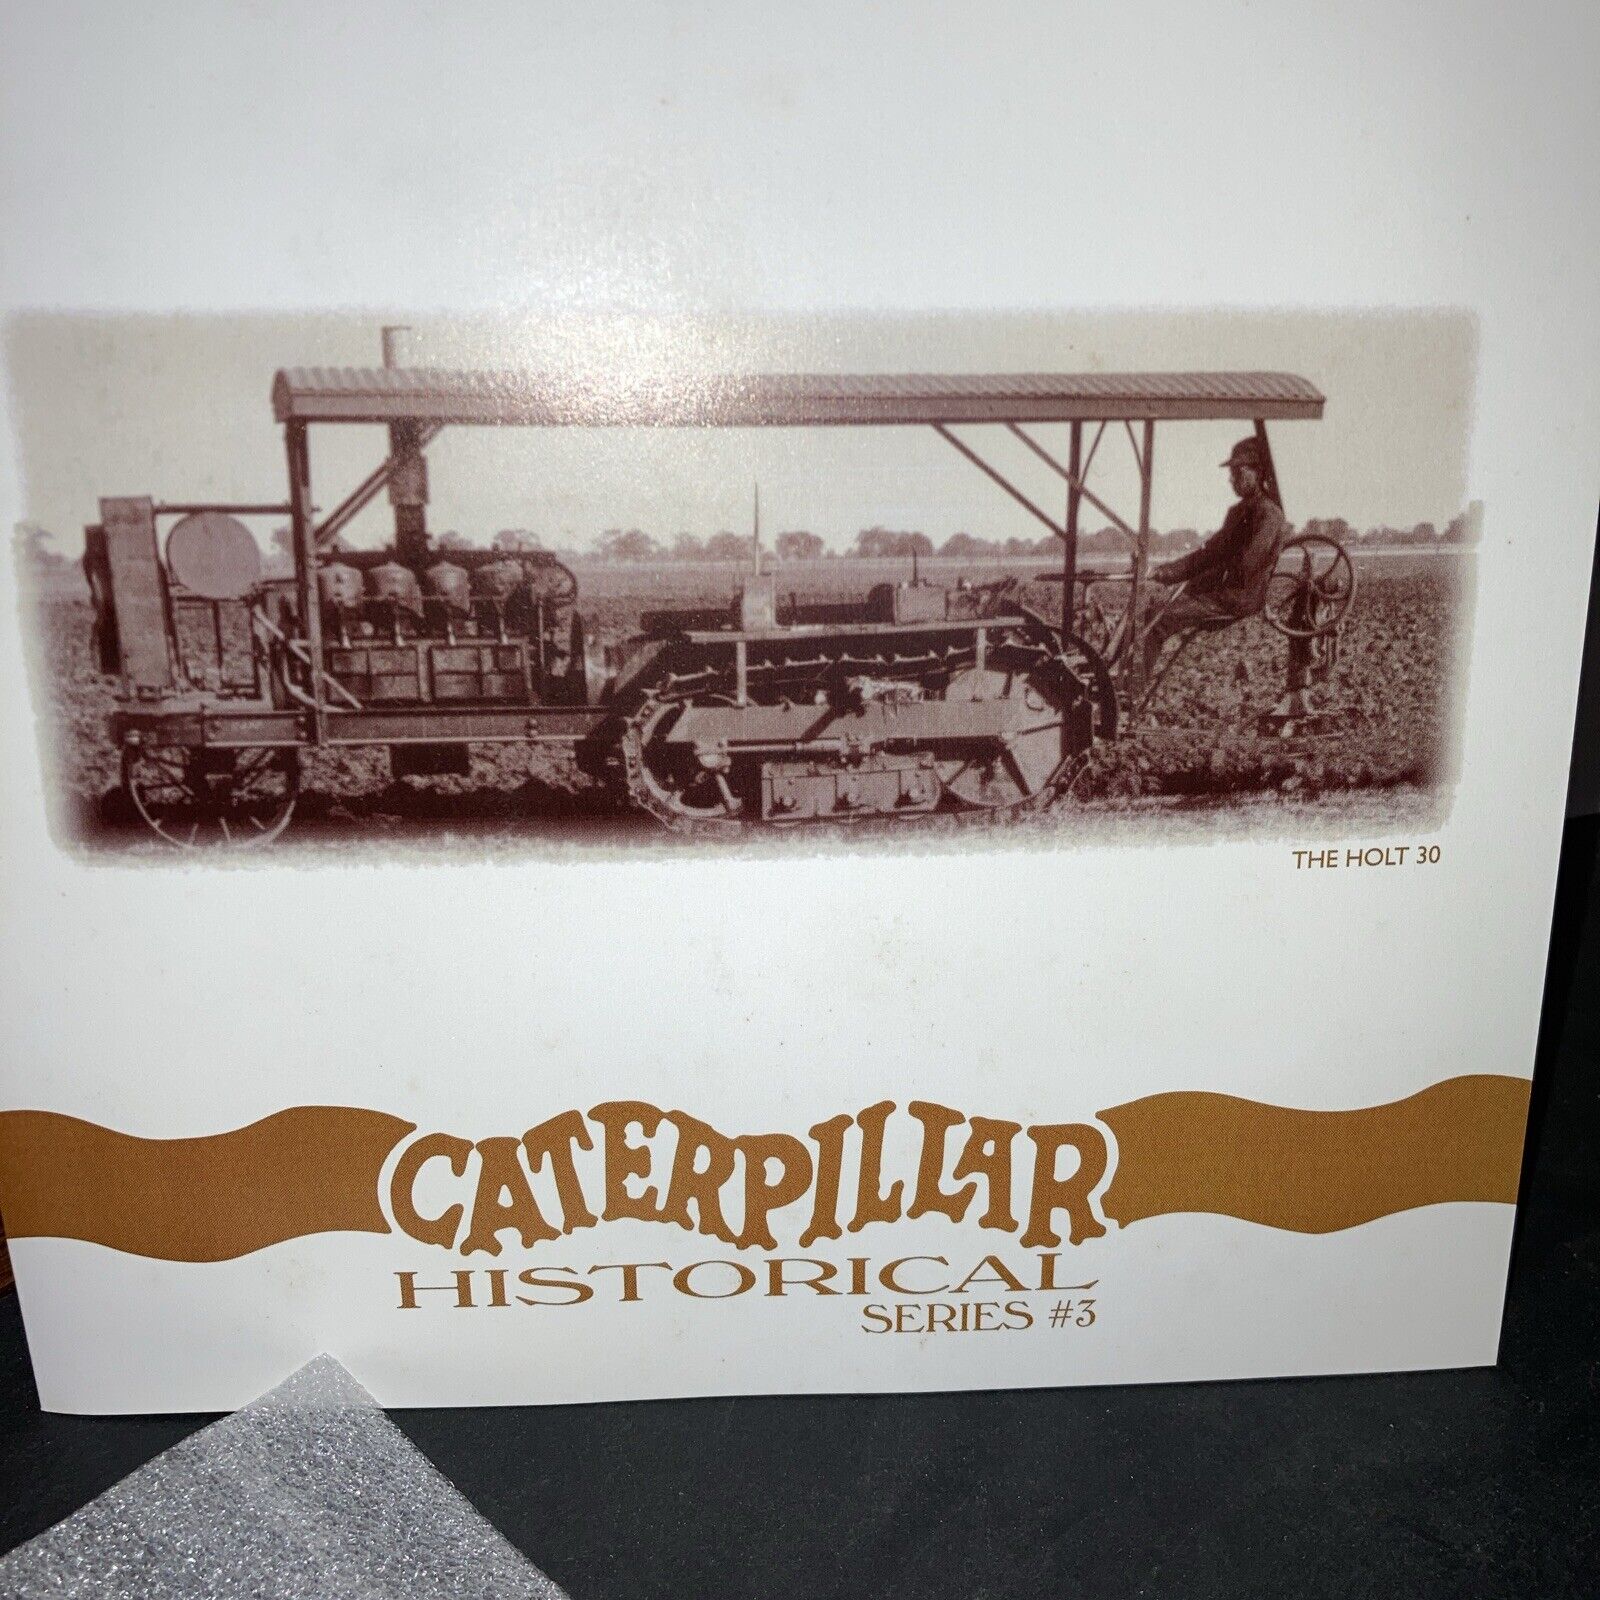 THE HOLT 30
CATERPILLAR
HISTORICAL
SERIES #3